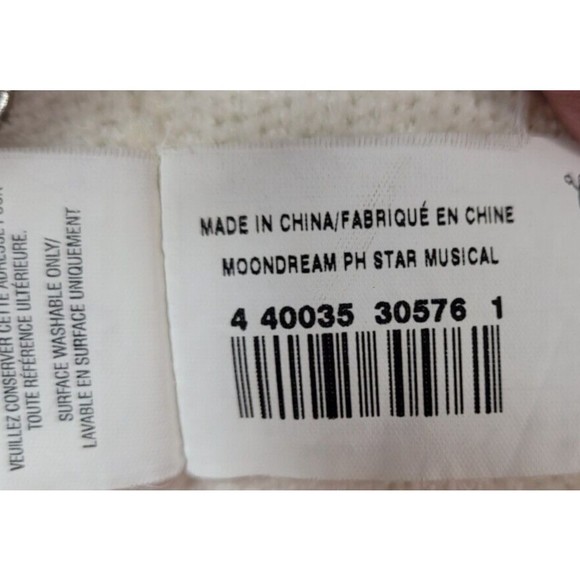 VEUILLEZ CONSERVER CETTE ADRESSE POUR
TOUTE RÉFÉRENCE ULTÉRIEURE.
SURFACE WASHABLE ONLY/
LAVABLE EN SURFACE UNIQUEMENT
MADE IN CHINA/FABRIQUÉ EN CHINE
MOONDREAM PH STAR MUSICAL
4 40035 30576 1